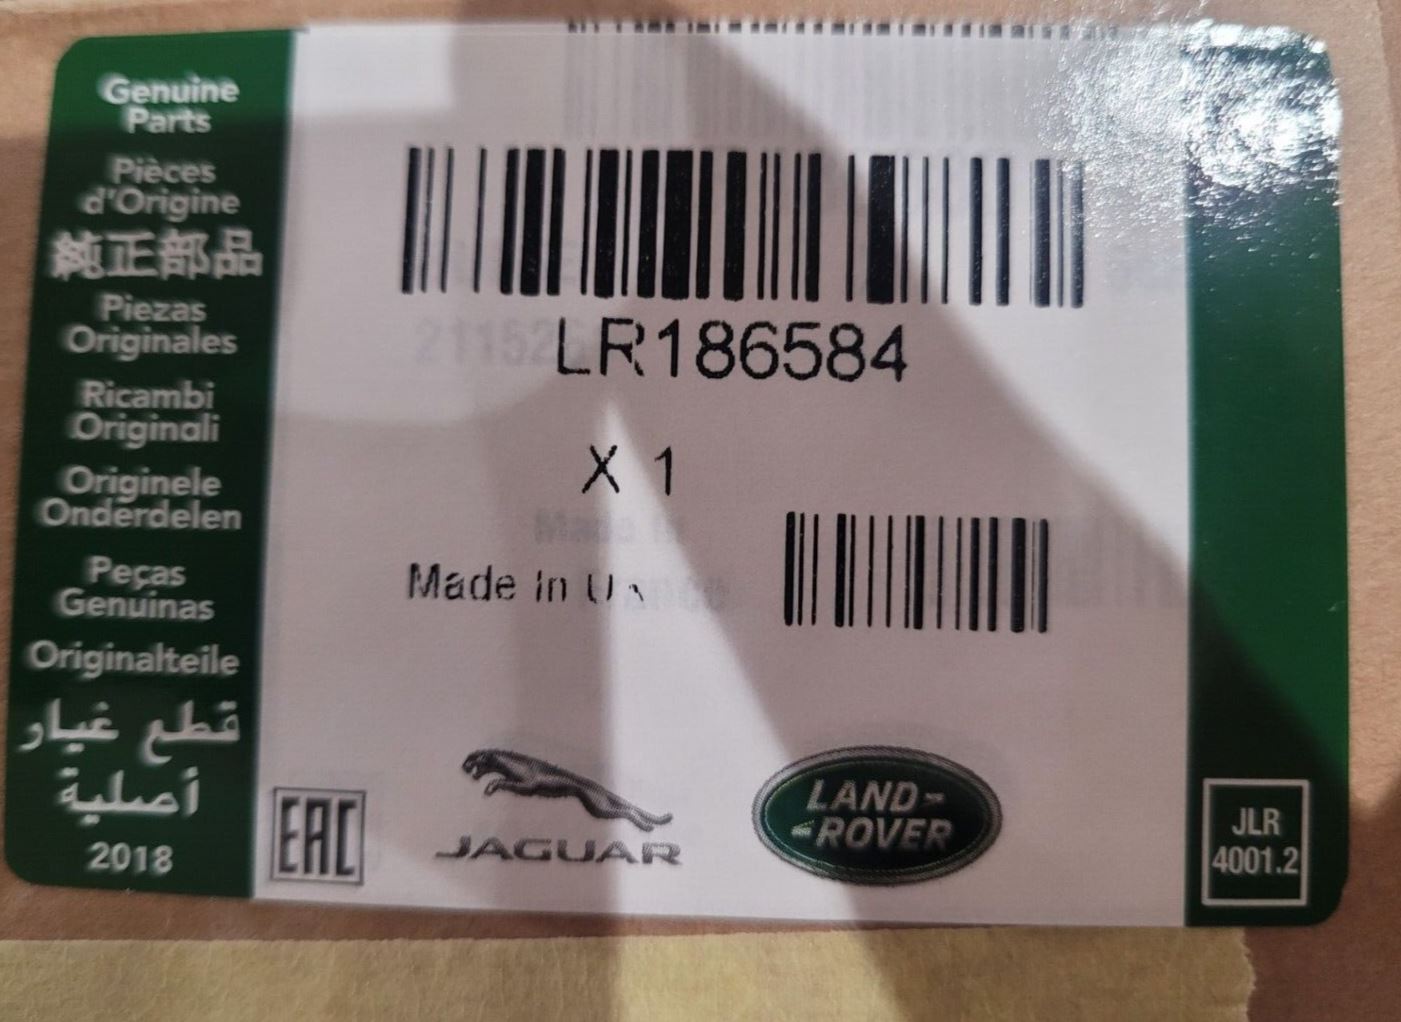 Genuine
Parts
Pièces
d'Origine
純正部品
Piezas
Originales
Ricambi
Originali
Originele
Onderdelen
Peças
Genuinas
Originalteile
قطع غيار
أصلية
2018
LR186584
X 1
Made In
EAC
JAGUAR
LAND-
-ROVER
JLR
4001.2